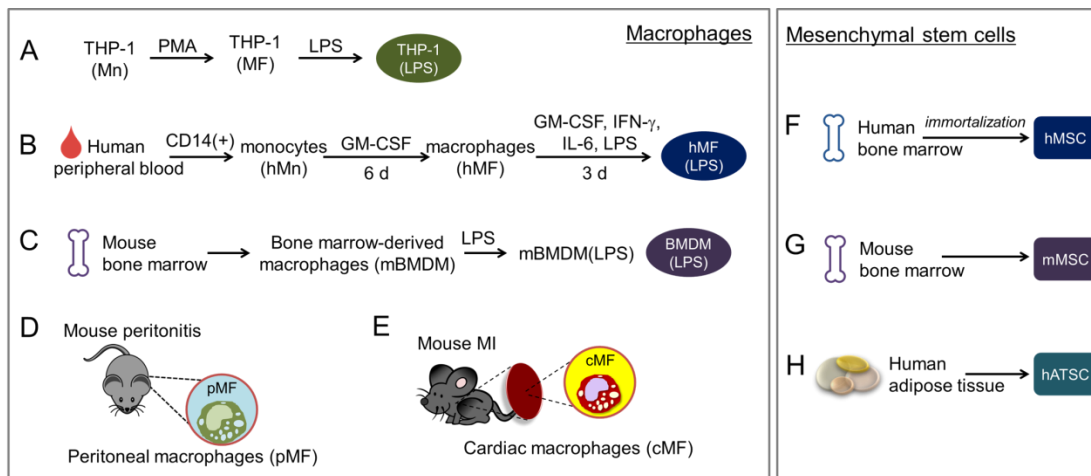 Macrophages
A
THP-1
(Mn)
PMA
THP-1
(MF)
LPS
THP-1
(LPS)
B
Human
peripheral blood
CD14(+)
monocytes
(hMn)
GM-CSF
6 d
macrophages
(hMF)
GM-CSF, IFN-γ,
IL-6, LPS
3 d
hMF
(LPS)
C
Mouse
bone marrow
Bone marrow-derived
macrophages (mBMDM)
LPS
mBMDM(LPS)
BMDM
(LPS)
D
Mouse peritonitis
pMF
Peritoneal macrophages (pMF)
E
Mouse MI
cMF
Cardiac macrophages (cMF)
Mesenchymal stem cells
F
Human
bone marrow
immortalization
hMSC
G
Mouse
bone marrow
mMSC
H
Human
adipose tissue
hATSC